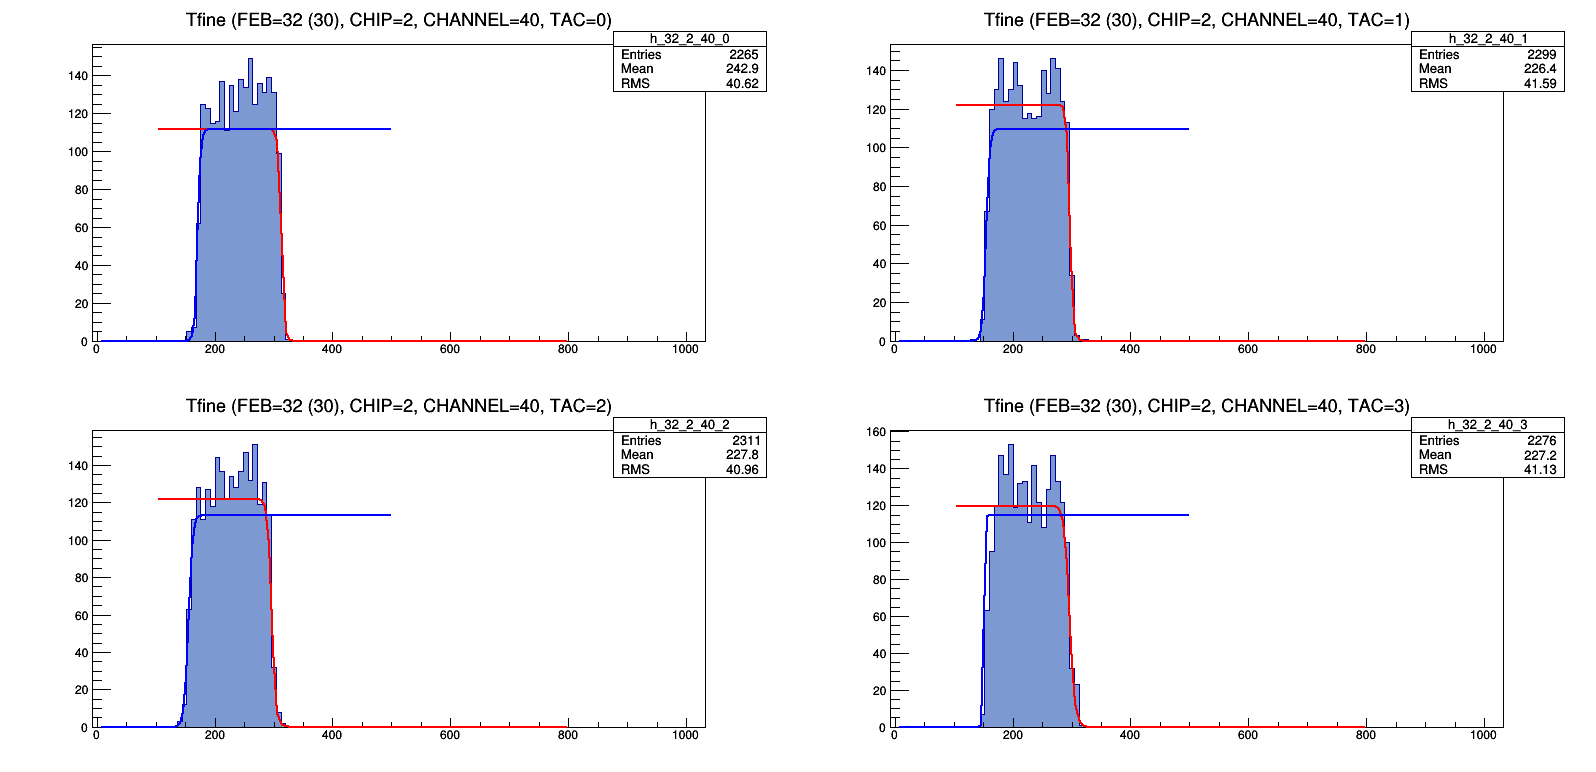 Tfine (FEB=32 (30), CHIP=2, CHANNEL=40, TAC=0)
h_32_2_40_0
Entries 2265
Mean 242.9
RMS 40.62
140
120
100
80
60
40
20
0
0 200 400 600 800 1000
Tfine (FEB=32 (30), CHIP=2, CHANNEL=40, TAC=1)
h_32_2_40_1
Entries 2299
Mean 226.4
RMS 41.59
140
120
100
80
60
40
20
0
0 200 400 600 800 1000
Tfine (FEB=32 (30), CHIP=2, CHANNEL=40, TAC=2)
h_32_2_40_2
Entries 2311
Mean 227.8
RMS 40.96
140
120
100
80
60
40
20
0
0 200 400 600 800 1000
Tfine (FEB=32 (30), CHIP=2, CHANNEL=40, TAC=3)
h_32_2_40_3
Entries 2276
Mean 227.2
RMS 41.13
160
140
120
100
80
60
40
20
0
0 200 400 600 800 1000